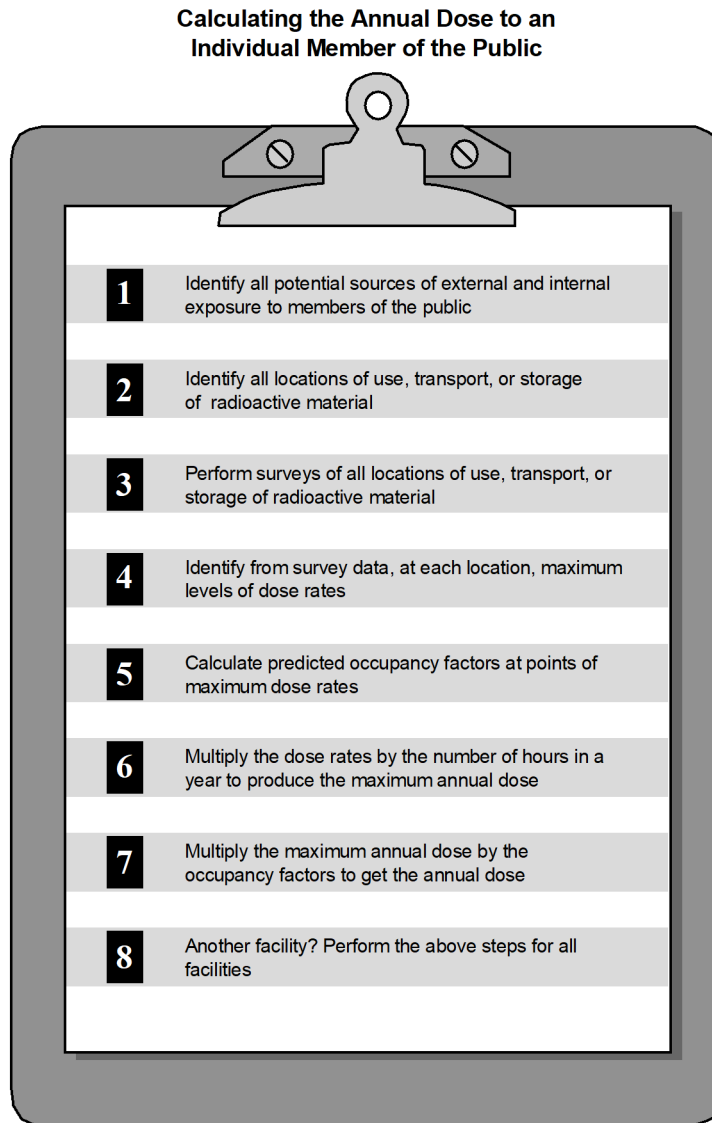 Calculating the Annual Dose to an
Individual Member of the Public
1 Identify all potential sources of external and internal
exposure to members of the public
2 Identify all locations of use, transport, or storage
of radioactive material
3 Perform surveys of all locations of use, transport, or
storage of radioactive material
4 Identify from survey data, at each location, maximum
levels of dose rates
5 Calculate predicted occupancy factors at points of
maximum dose rates
6 Multiply the dose rates by the number of hours in a
year to produce the maximum annual dose
7 Multiply the maximum annual dose by the
occupancy factors to get the annual dose
8 Another facility? Perform the above steps for all
facilities